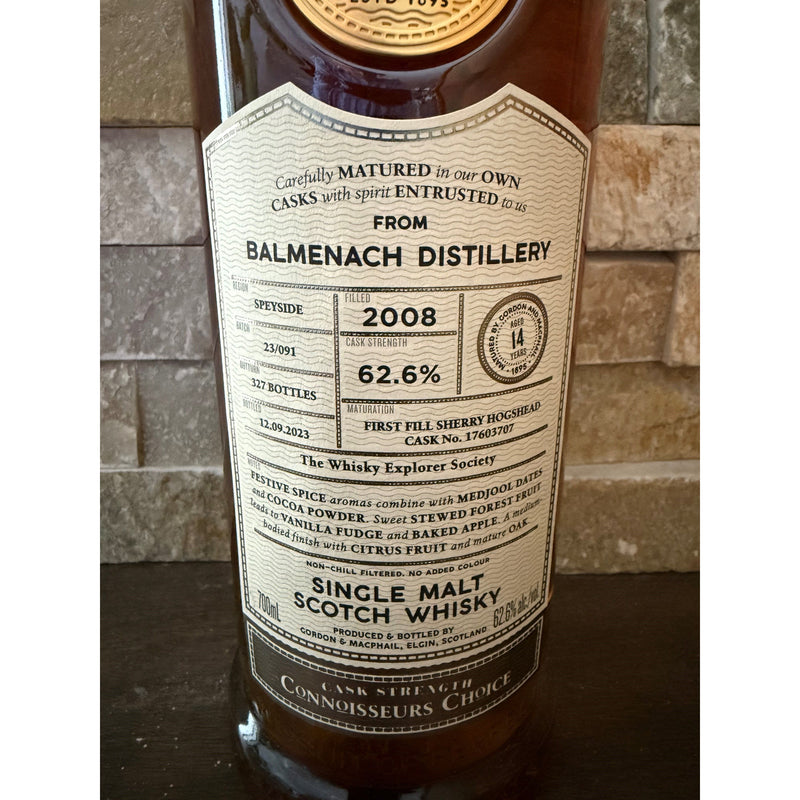 ESTD 1895
Carefully MATURED in our OWN
CASKS with spirit ENTRUSTED to us
FROM
BALMENACH DISTILLERY
REGION
SPEYSIDE
BATCH
23/091
OUTTURN
327 BOTTLES
BOTTLED
12.09.2023
FILLED
2008
CASK STRENGTH
62.6%
MATURED BY GORDON AND MACPHAIL
AGED
14
YEARS
· 1895 ·
MATURATION
FIRST FILL SHERRY HOGSHEAD
CASK No. 17603707
The Whisky Explorer Society
NOTES
FESTIVE SPICE aromas combine with MEDJOOL DATES
and COCOA POWDER. Sweet STEWED FOREST FRUIT
leads to VANILLA FUDGE and BAKED APPLE. A medium-
bodied finish with CITRUS FRUIT and mature OAK
NON-CHILL FILTERED. NO ADDED COLOUR
SINGLE MALT
SCOTCH WHISKY
700mL
62.6% alc./vol.
PRODUCED & BOTTLED BY
GORDON & MACPHAIL, ELGIN, SCOTLAND
CASK STRENGTH
CONNOISSEURS CHOICE